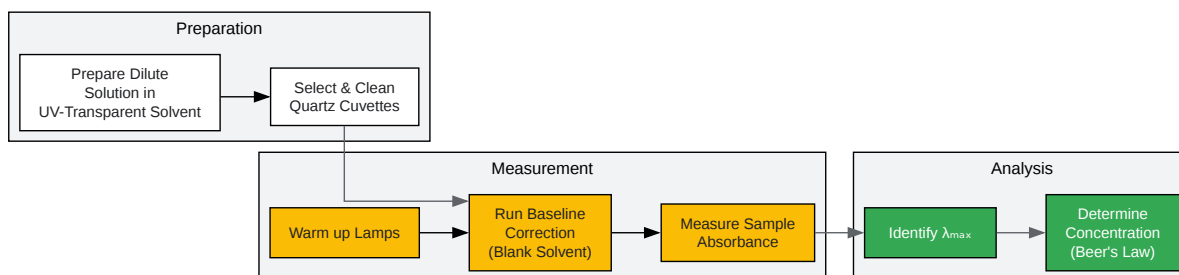 Preparation
Prepare Dilute
Solution in
UV-Transparent Solvent
Select & Clean
Quartz Cuvettes
Measurement
Warm up Lamps
Run Baseline
Correction
(Blank Solvent)
Measure Sample
Absorbance
Analysis
Identify λₘₐₓ
Determine
Concentration
(Beer's Law)